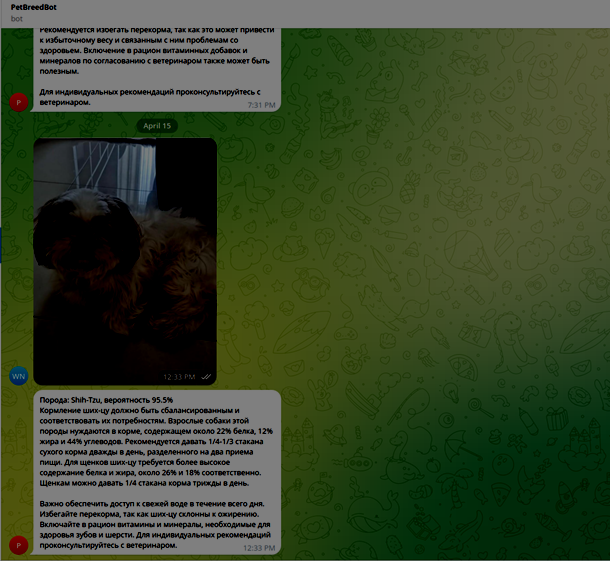 PetBreedBot
bot
Рекомендуется избегать перекорма, так как это может привести
к избыточному весу и связанным с ним проблемам со
здоровьем. Включение в рацион витаминных добавок и
минералов по согласованию с ветеринаром также может быть
полезным.
Для индивидуальных рекомендаций проконсультируйтесь с
ветеринаром.
7:31 PM
P
April 15
12:33 PM
WN
Порода: Shih-Tzu, вероятность 95.5%
Кормление ших-цу должно быть сбалансированным и
соответствовать их потребностям. Взрослые собаки этой
породы нуждаются в корме, содержащем около 22% белка, 12%
жира и 44% углеводов. Рекомендуется давать 1/4-1/3 стакана
сухого корма дважды в день, разделенного на два приема
пищи. Для щенков ших-цу требуется более высокое
содержание белка и жира, около 26% и 18% соответственно.
Щенкам можно давать 1/4 стакана корма трижды в день.
Важно обеспечить доступ к свежей воде в течение всего дня.
Избегайте перекорма, так как ших-цу склонны к ожирению.
Включайте в рацион витамины и минералы, необходимые для
здоровья зубов и шерсти. Для индивидуальных рекомендаций
проконсультируйтесь с ветеринаром.
12:33 PM
P